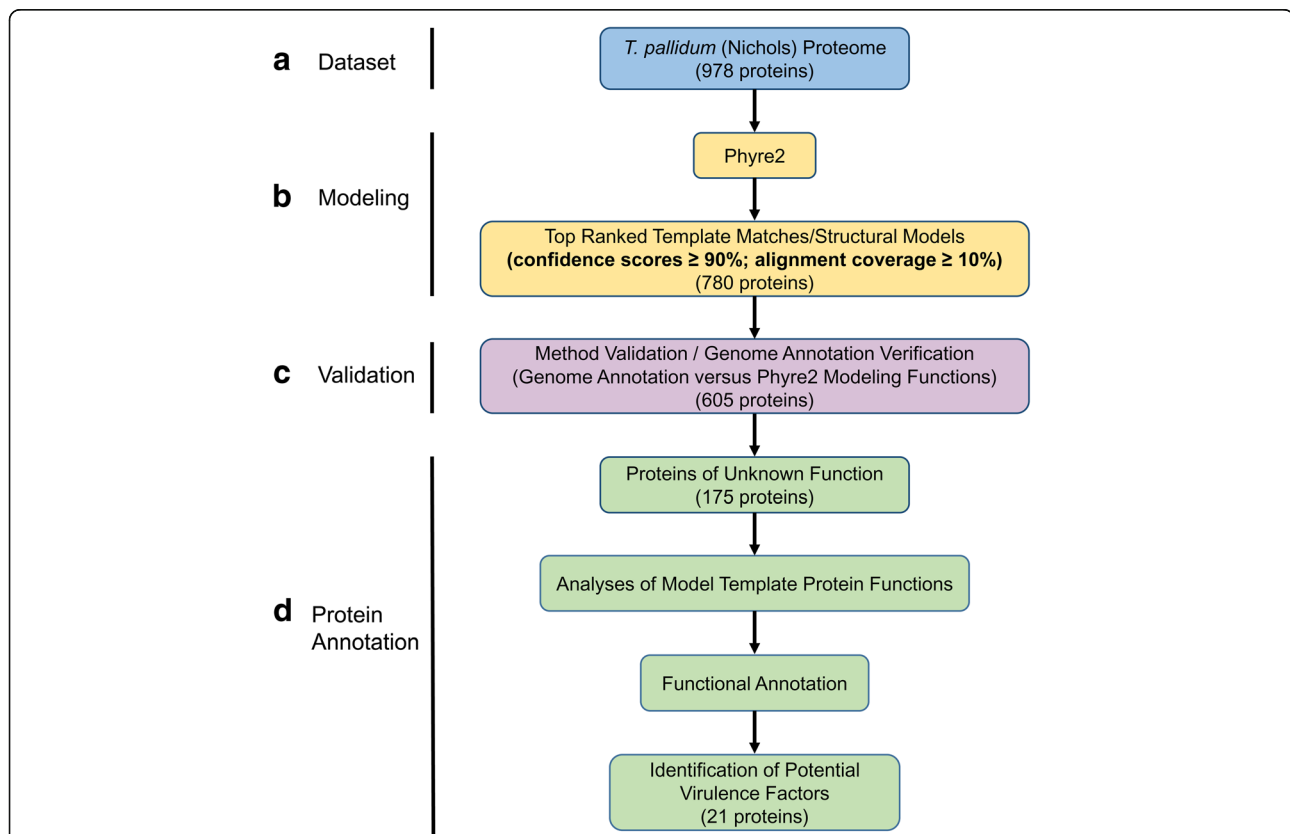 a Dataset
T. pallidum (Nichols) Proteome
(978 proteins)
b Modeling
Phyre2
Top Ranked Template Matches/Structural Models
(confidence scores ≥ 90%; alignment coverage ≥ 10%)
(780 proteins)
c Validation
Method Validation / Genome Annotation Verification
(Genome Annotation versus Phyre2 Modeling Functions)
(605 proteins)
d Protein
Annotation
Proteins of Unknown Function
(175 proteins)
Analyses of Model Template Protein Functions
Functional Annotation
Identification of Potential
Virulence Factors
(21 proteins)